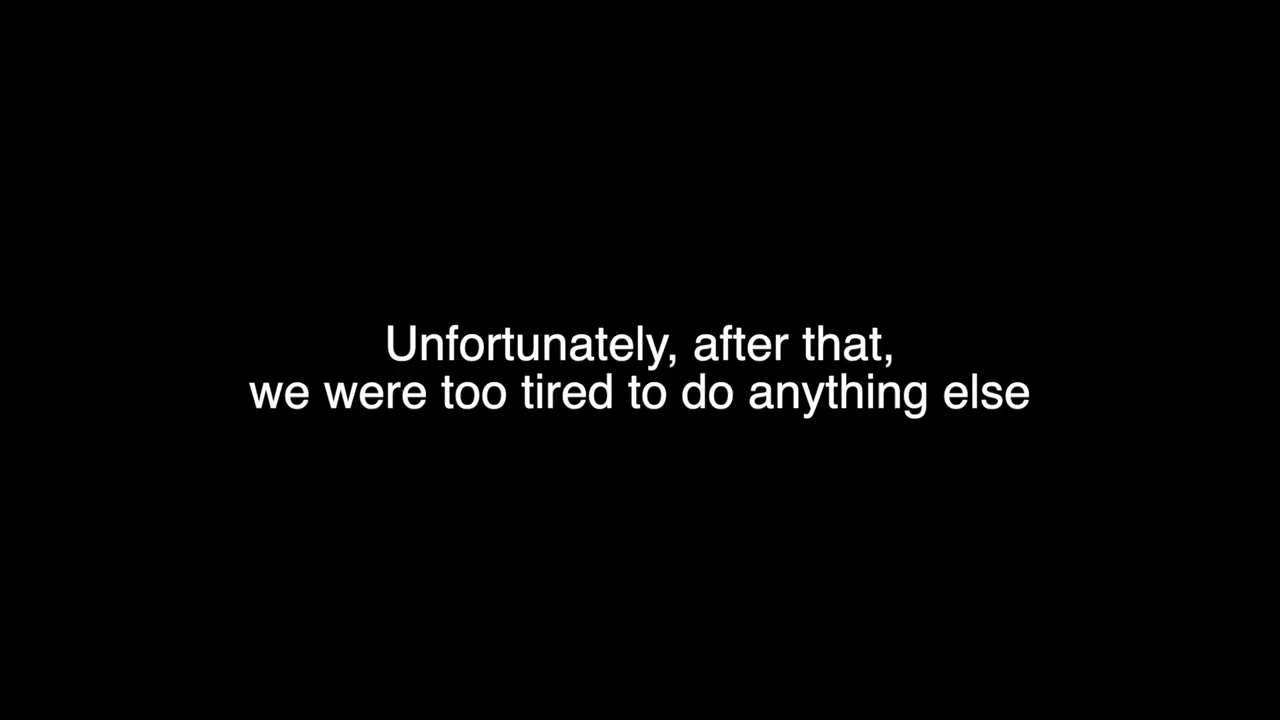 Unfortunately, after that,
we were too tired to do anything else